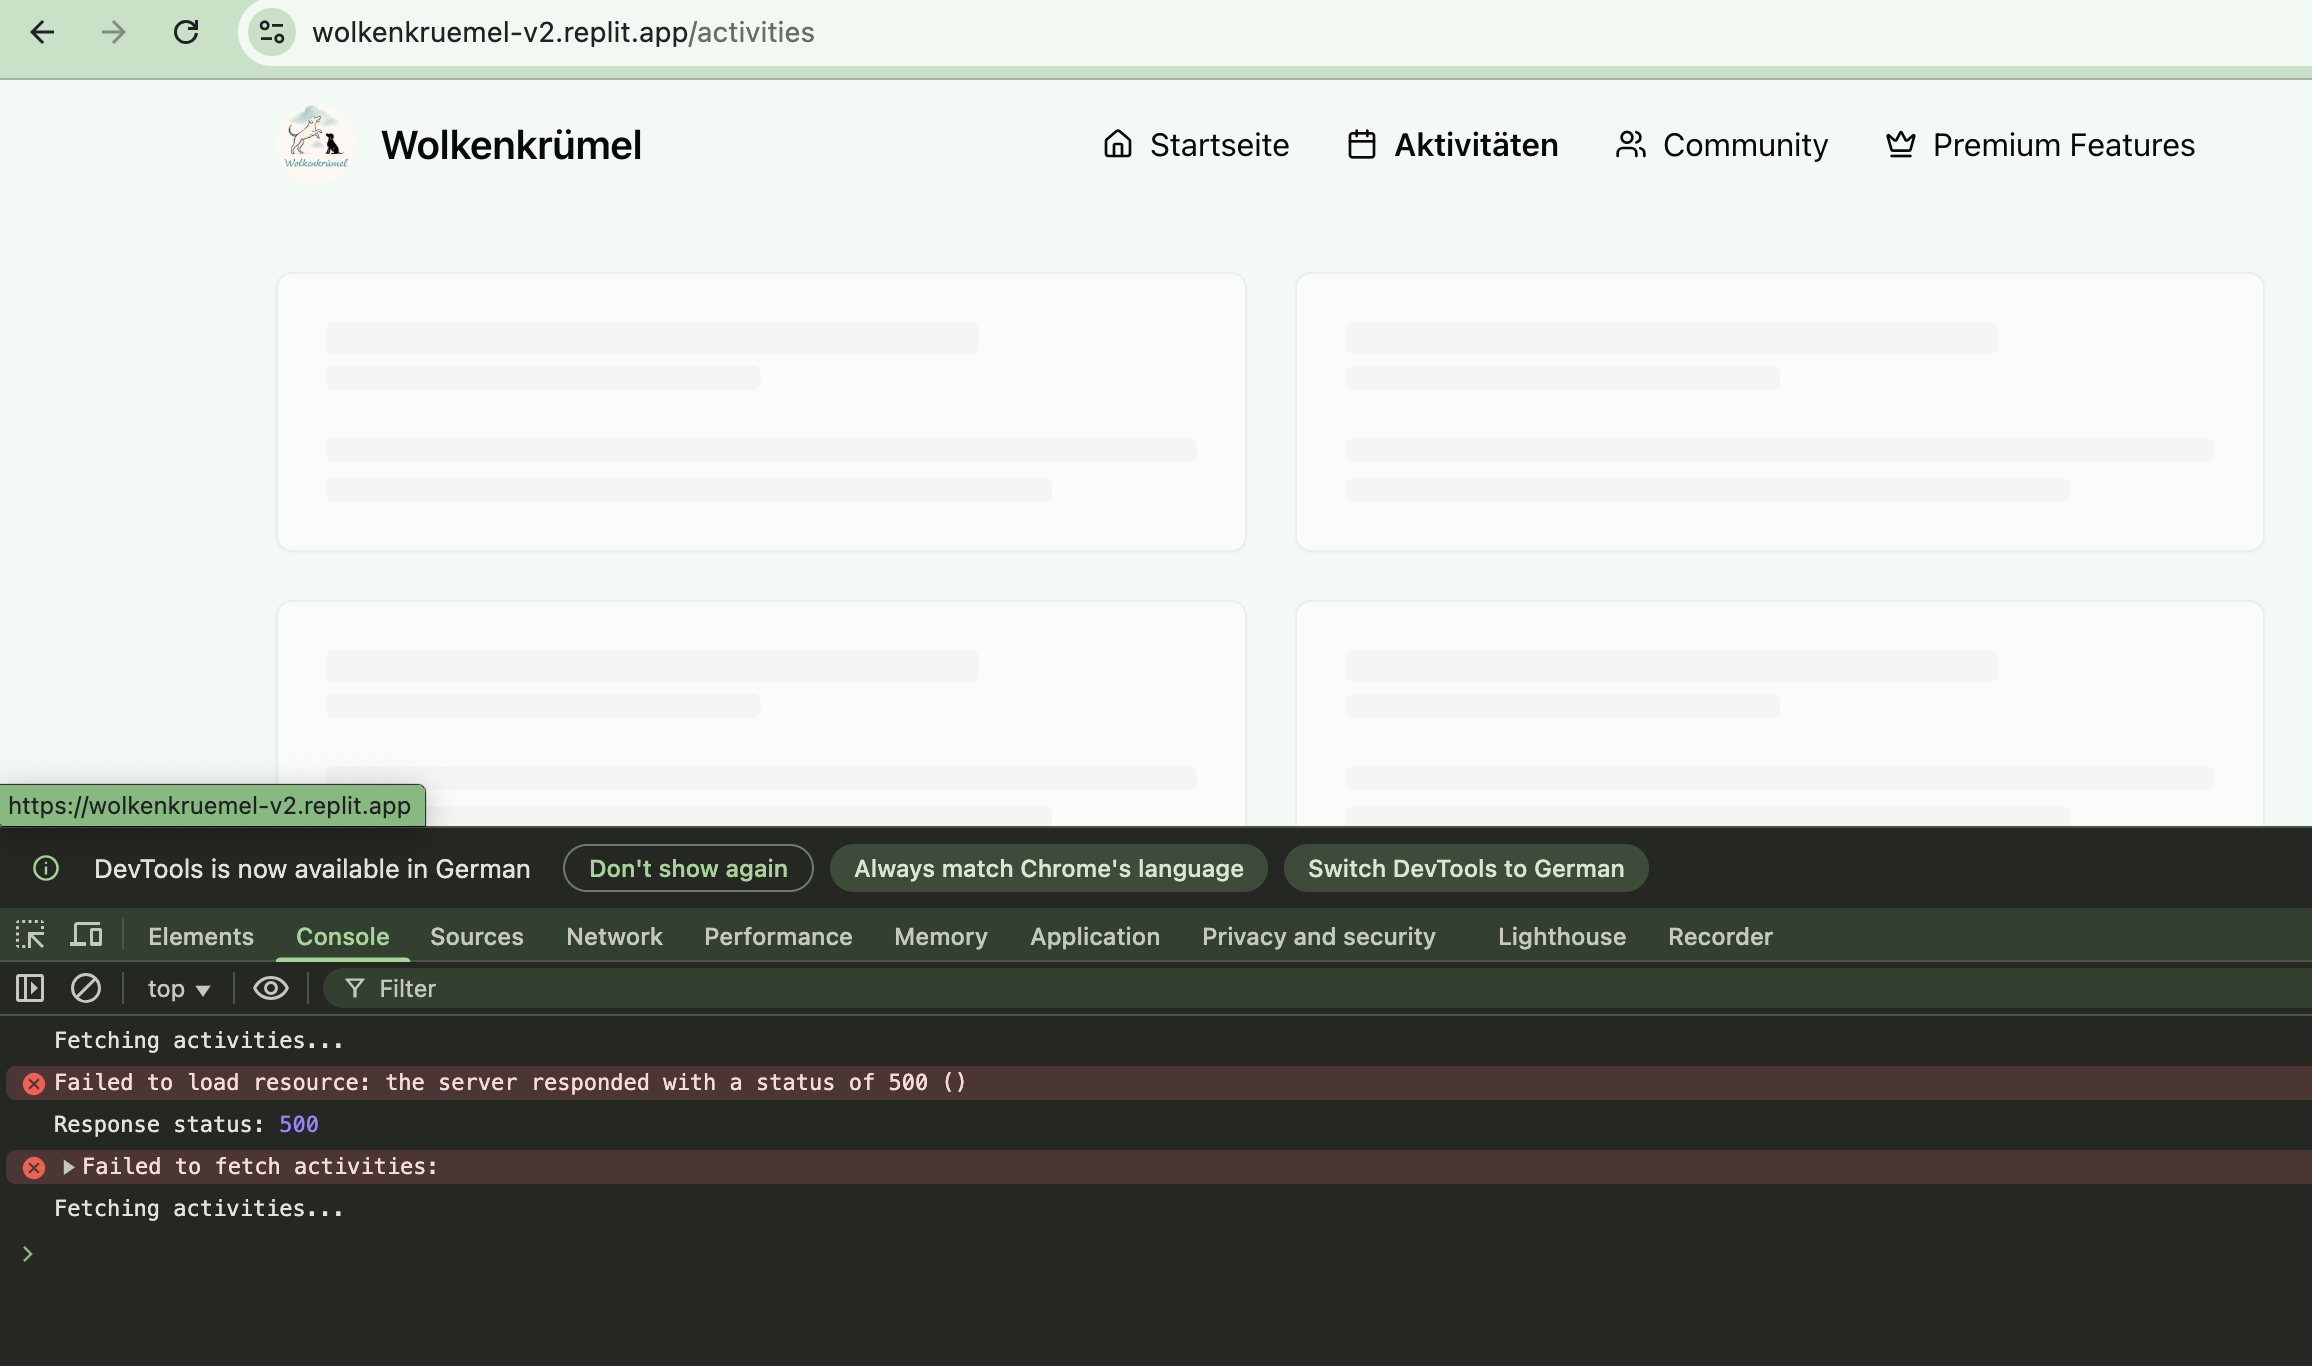 wolkenkruemel-v2.replit.app/activities
Wolkenkrümel
Wolkenkrümel
Startseite
Aktivitäten
Community
Premium Features
https://wolkenkruemel-v2.replit.app
DevTools is now available in German
Don't show again
Always match Chrome's language
Switch DevTools to German
Elements
Console
Sources
Network
Performance
Memory
Application
Privacy and security
Lighthouse
Recorder
top
Filter
Fetching activities...
Failed to load resource: the server responded with a status of 500 ()
Response status: 500
Failed to fetch activities:
Fetching activities...